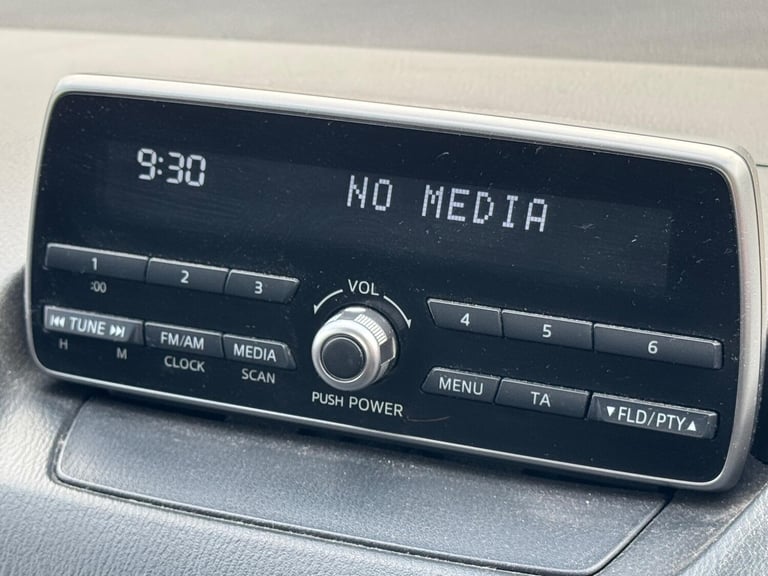 9:30
NO MEDIA
1 2 3
:00
VOL
4 5 6
⏮ TUNE ⏭
FM/AM
MEDIA
H M
CLOCK
SCAN
PUSH POWER
MENU
TA
▼FLD/PTY▲